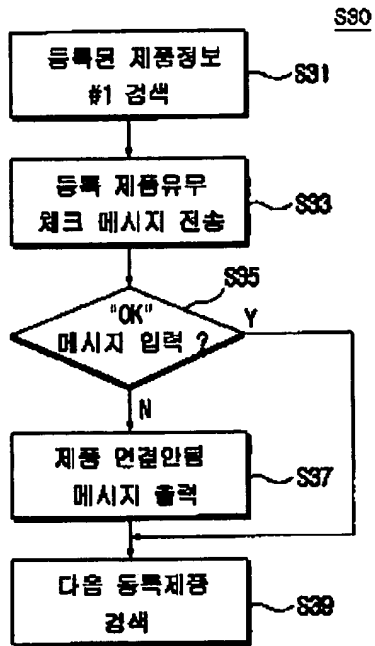 S30
등록된 제품정보
#1 검색
S31
등록 제품유무
체크 메시지 전송
S33
S35
"OK"
메시지 입력 ?
Y
N
제품 연결안됨
메시지 출력
S37
다음 등록제품
검색
S39